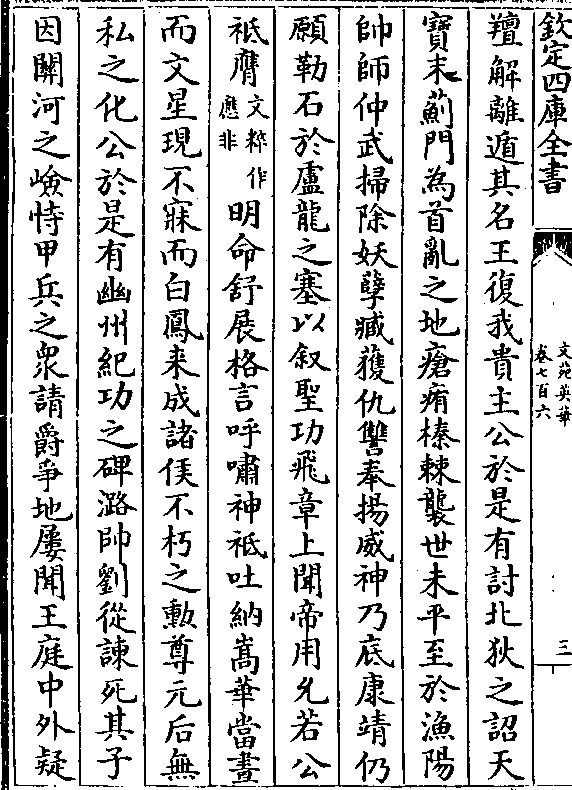 欽定四庫全書
文苑英華
卷七百六
三
羶解離遁其名王復我貴主公於是有討北狄之詔天
寶末薊門為首亂之地瘡痏榛棘襲世未平至於漁陽
帥師仲武掃除妖孽臧獲仇讐奉揚威神乃底康靖仍
願勒石於盧龍之塞以叙聖功飛章上聞帝用允若公
祗膺文粹作應非明命舒展格言呼嘯神祗吐納嵩華當晝
而文星現不寐而白鳳来成諸侯不朽之勳尊元后無
私之化公於是有幽州紀功之碑潞帥劉從諫死其子
因關河之嶮恃甲兵之衆請爵爭地屢聞王庭中外疑